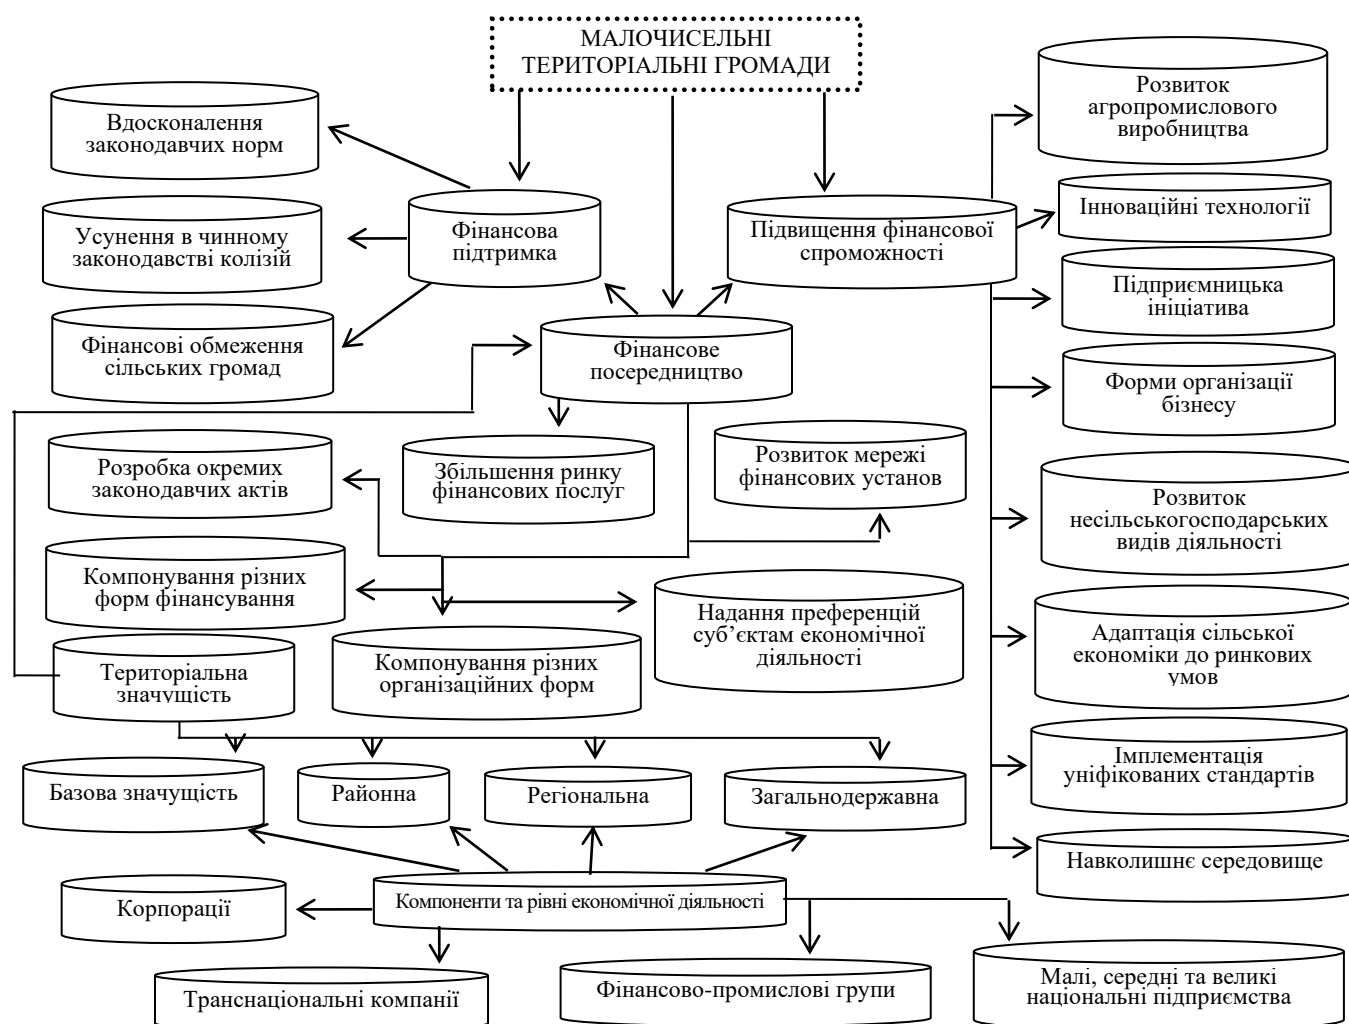 МАЛОЧИСЕЛЬНІ
ТЕРИТОРІАЛЬНІ ГРОМАДИ
Вдосконалення
законодавчих норм
Усунення в чинному
законодавстві колізій
Фінансові обмеження
сільських громад
Фінансова
підтримка
Підвищення фінансової
спроможності
Фінансове
посередництво
Розвиток
агропромислового
виробництва
Інноваційні технології
Підприємницька
ініціатива
Форми організації
бізнесу
Розвиток
несільськогосподарських
видів діяльності
Адаптація сільської
економіки до ринкових
умов
Імплементація
уніфікованих стандартів
Навколишнє середовище
Розробка окремих
законодавчих актів
Збільшення ринку
фінансових послуг
Розвиток мережі
фінансових установ
Компонування різних
форм фінансування
Компонування різних
організаційних форм
Надання преференцій
суб’єктам економічної
діяльності
Територіальна
значущість
Базова значущість
Районна
Регіональна
Загальнодержавна
Компоненти та рівні економічної діяльності
Корпорації
Транснаціональні компанії
Фінансово-промислові групи
Малі, середні та великі
національні підприємства